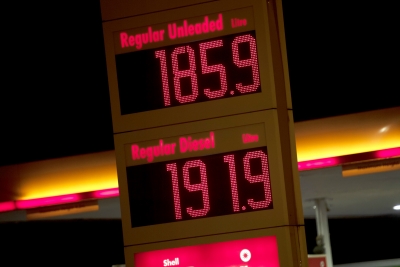 Regular Unleaded Litre
185.9
Regular Diesel Litre
191.9
Shell